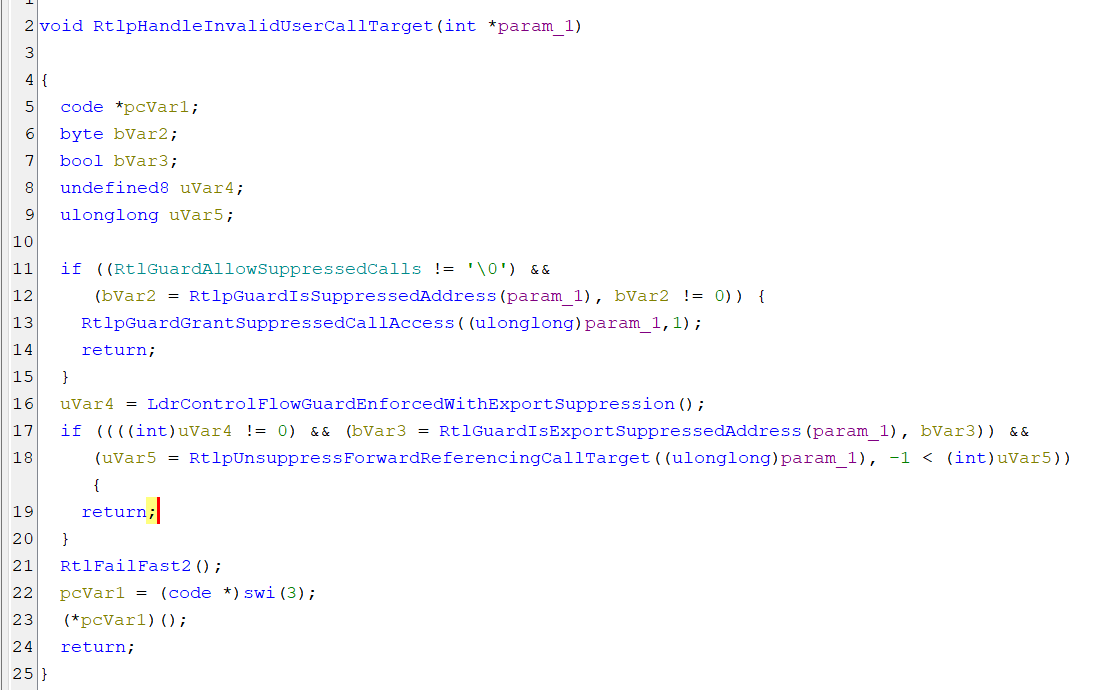 1
2 void RtlpHandleInvalidUserCallTarget(int *param_1)
3
4 {
5   code *pcVar1;
6   byte bVar2;
7   bool bVar3;
8   undefined8 uVar4;
9   ulonglong uVar5;
10
11   if ((RtlGuardAllowSuppressedCalls != '\0') &&
12      (bVar2 = RtlpGuardIsSuppressedAddress(param_1), bVar2 != 0)) {
13     RtlpGuardGrantSuppressedCallAccess((ulonglong)param_1,1);
14     return;
15   }
16   uVar4 = LdrControlFlowGuardEnforcedWithExportSuppression();
17   if ((((int)uVar4 != 0) && (bVar3 = RtlGuardIsExportSuppressedAddress(param_1), bVar3)) &&
18      (uVar5 = RtlpUnsuppressForwardReferencingCallTarget((ulonglong)param_1), -1 < (int)uVar5))
{
19     return;
20   }
21   RtlFailFast2();
22   pcVar1 = (code *)swi(3);
23   (*pcVar1)();
24   return;
25 }